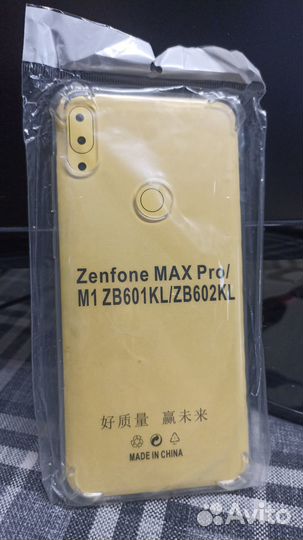 Zenfone MAX Pro/
M1 ZB601KL/ZB602KL
好质量 赢未来
MADE IN CHINA
Avito